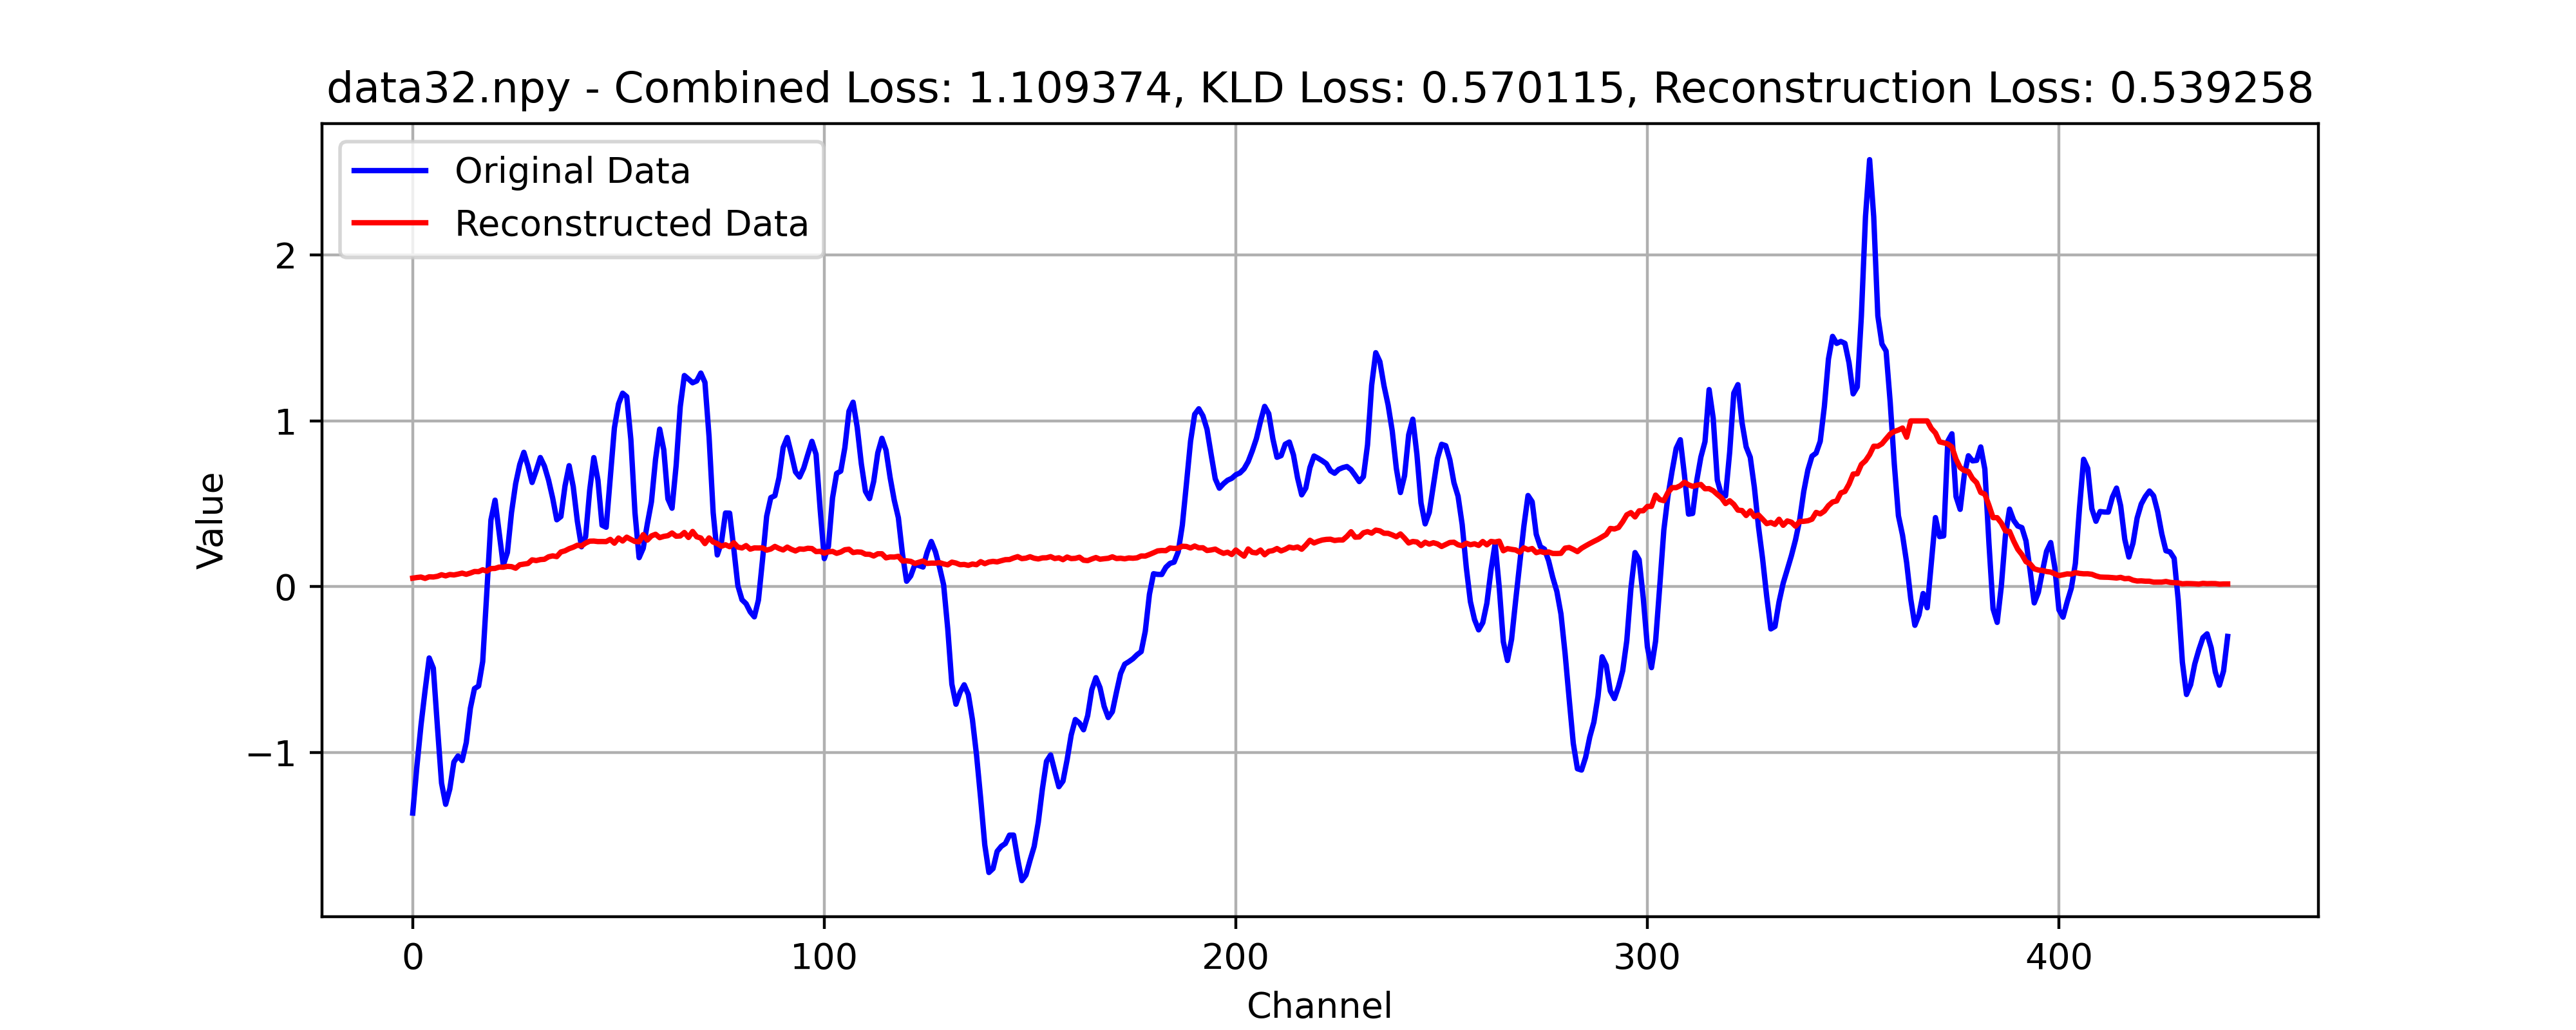 data32.npy - Combined Loss: 1.109374, KLD Loss: 0.570115, Reconstruction Loss: 0.539258
Original Data
Reconstructed Data
2
1
0
−1
Value
0 100 200 300 400
Channel